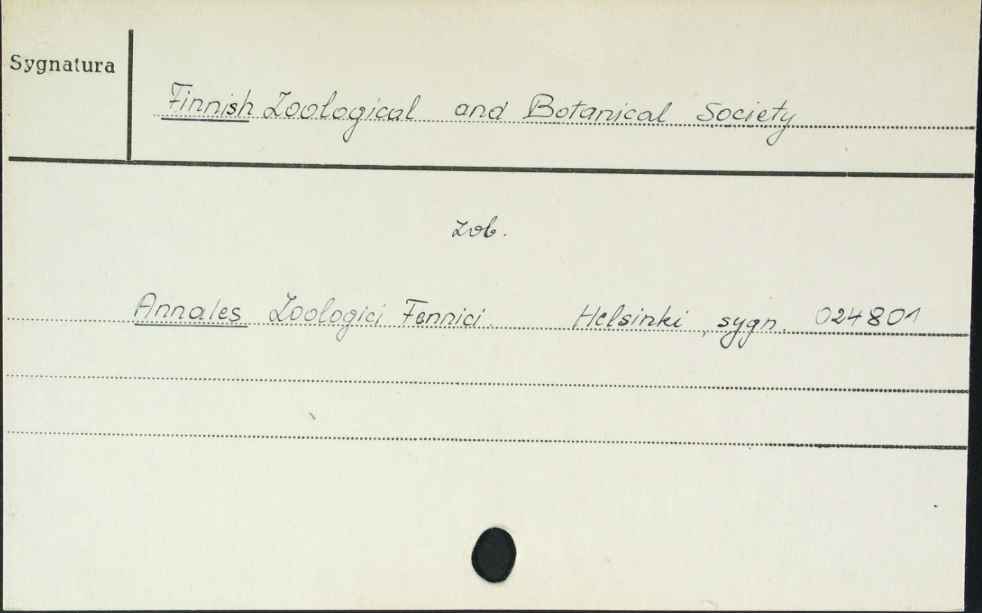 Sygnatura
Finnish Zoological and Botanical Society
zob.
Annales Zoologici Fennici. Helsinki, sygn. 024801